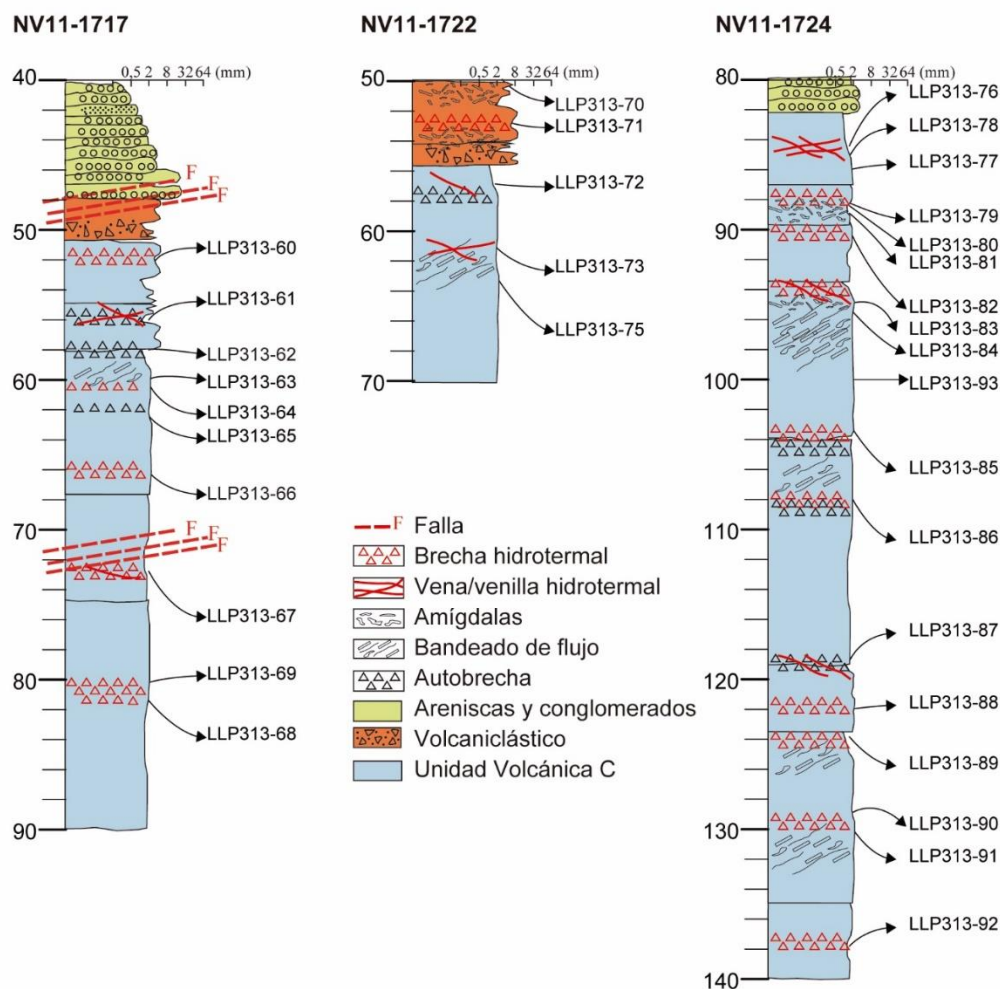 NV11-1717
0,5 2 8 32 64 (mm)
40
F
F
F
50
LLP313-60
LLP313-61
LLP313-62
60
LLP313-63
LLP313-64
LLP313-65
LLP313-66
70
F
F
F
LLP313-67
80
LLP313-69
LLP313-68
90
NV11-1722
0,5 2 8 32 64 (mm)
50
LLP313-70
LLP313-71
LLP313-72
60
LLP313-73
LLP313-75
70
F Falla
Brecha hidrotermal
Vena/venilla hidrotermal
Amígdalas
Bandeado de flujo
Autobrecha
Areniscas y conglomerados
Volcaniclástico
Unidad Volcánica C
NV11-1724
0,5 2 8 32 64 (mm)
80
LLP313-76
LLP313-78
LLP313-77
LLP313-79
90
LLP313-80
LLP313-81
LLP313-82
LLP313-83
LLP313-84
100
LLP313-93
LLP313-85
110
LLP313-86
LLP313-87
120
LLP313-88
LLP313-89
130
LLP313-90
LLP313-91
LLP313-92
140